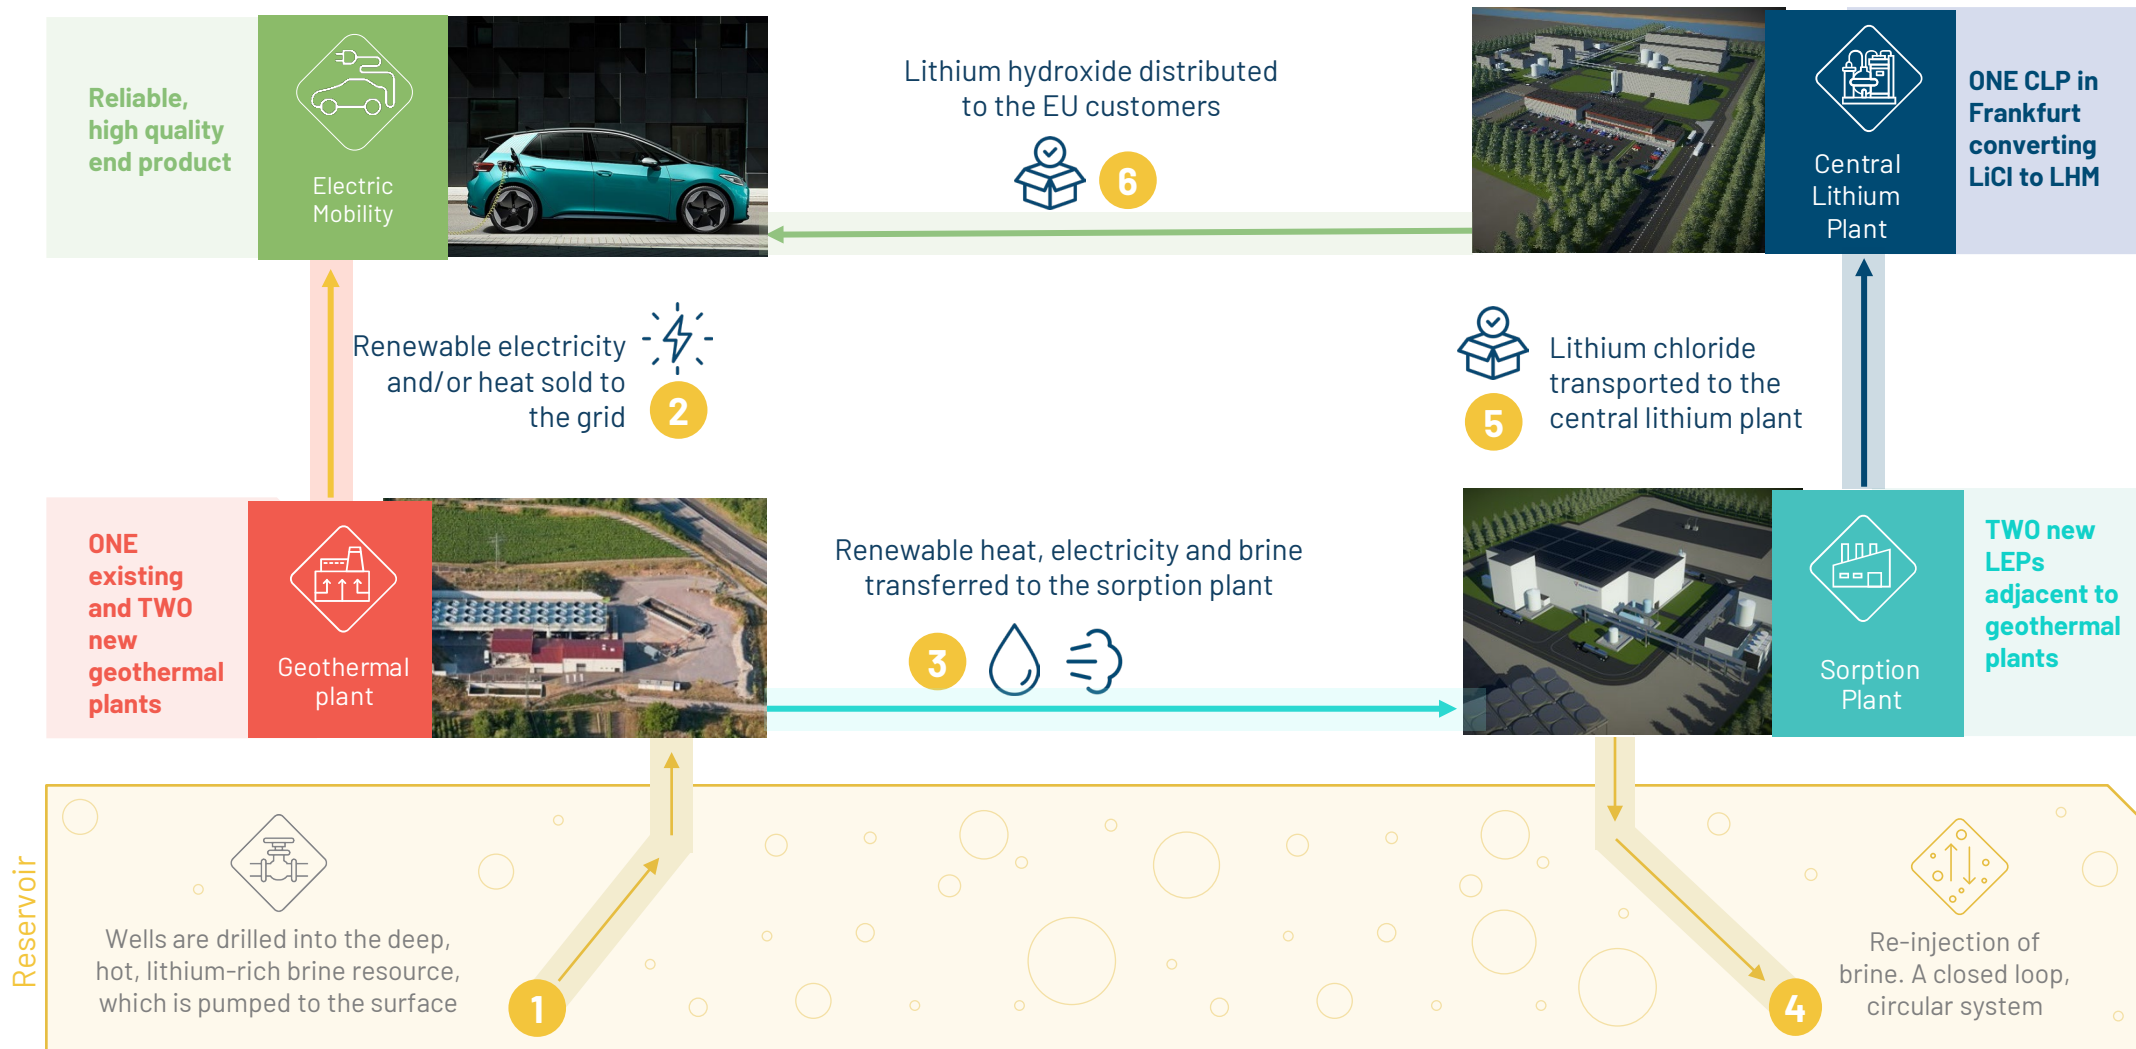 Reliable,
high quality
end product
Electric
Mobility
Lithium hydroxide distributed
to the EU customers
6
Central
Lithium
Plant
ONE CLP in
Frankfurt
converting
LiCl to LHM
Renewable electricity
and/or heat sold to
the grid
2
5
Lithium chloride
transported to the
central lithium plant
ONE
existing
and TWO
new
geothermal
plants
Geothermal
plant
Renewable heat, electricity and brine
transferred to the sorption plant
3
Sorption
Plant
TWO new
LEPs
adjacent to
geothermal
plants
Reservoir
Wells are drilled into the deep,
hot, lithium-rich brine resource,
which is pumped to the surface
1
4
Re-injection of
brine. A closed loop,
circular system